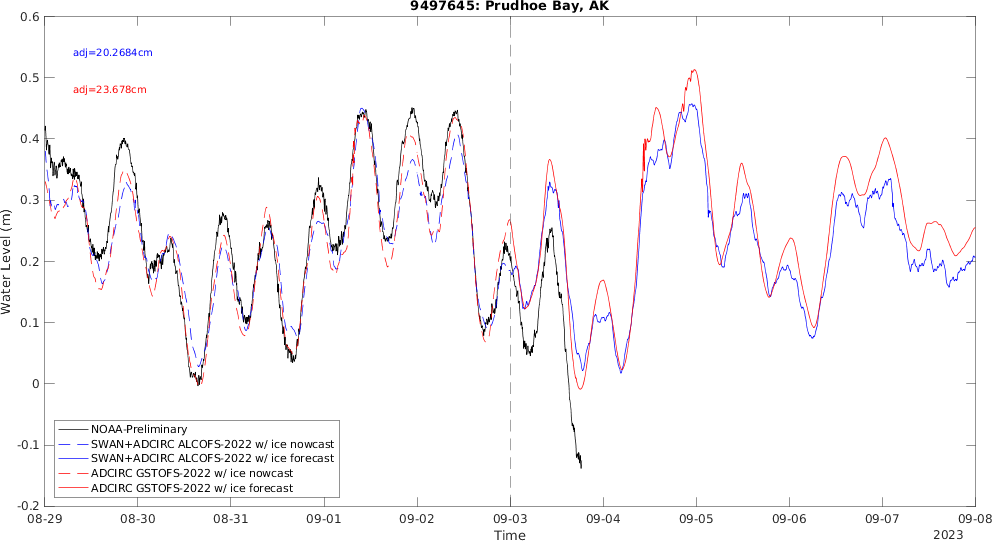 9497645: Prudhoe Bay, AK
adj=20.2684cm
adj=23.678cm
Water Level (m)
0.6
0.5
0.4
0.3
0.2
0.1
0
-0.1
-0.2
NOAA-Preliminary
SWAN+ADCIRC ALCOFS-2022 w/ ice nowcast
SWAN+ADCIRC ALCOFS-2022 w/ ice forecast
ADCIRC GSTOFS-2022 w/ ice nowcast
ADCIRC GSTOFS-2022 w/ ice forecast
08-29 08-30 08-31 09-01 09-02 09-03 09-04 09-05 09-06 09-07 09-08
Time
2023